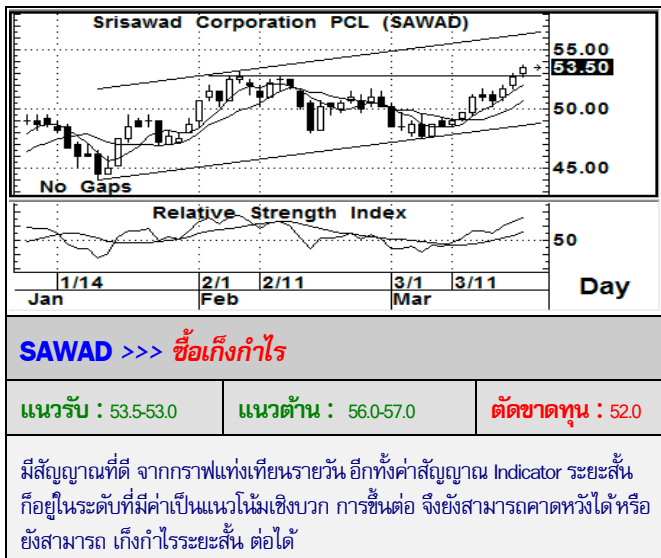 Srisawad Corporation PCL (SAWAD)
55.00
53.50
50.00
45.00
No Gaps
Relative Strength Index
50
1/14 2/1 2/11 3/1 3/11
Jan Feb Mar
Day
SAWAD >>> ซื้อเก็งกำไร
แนวรับ : 53.5-53.0 แนวต้าน : 56.0-57.0 ตัดขาดทุน : 52.0
มีสัญญาณที่ดี จากกราฟแท่งเทียนรายวัน อีกทั้งค่าสัญญาณ Indicator ระยะสั้น
ก็อยู่ในระดับที่มีค่าเป็นแนวโน้มเชิงบวก การขึ้นต่อ จึงยังสามารถคาดหวังได้ หรือ
ยังสามารถ เก็งกำไรระยะสั้น ต่อได้